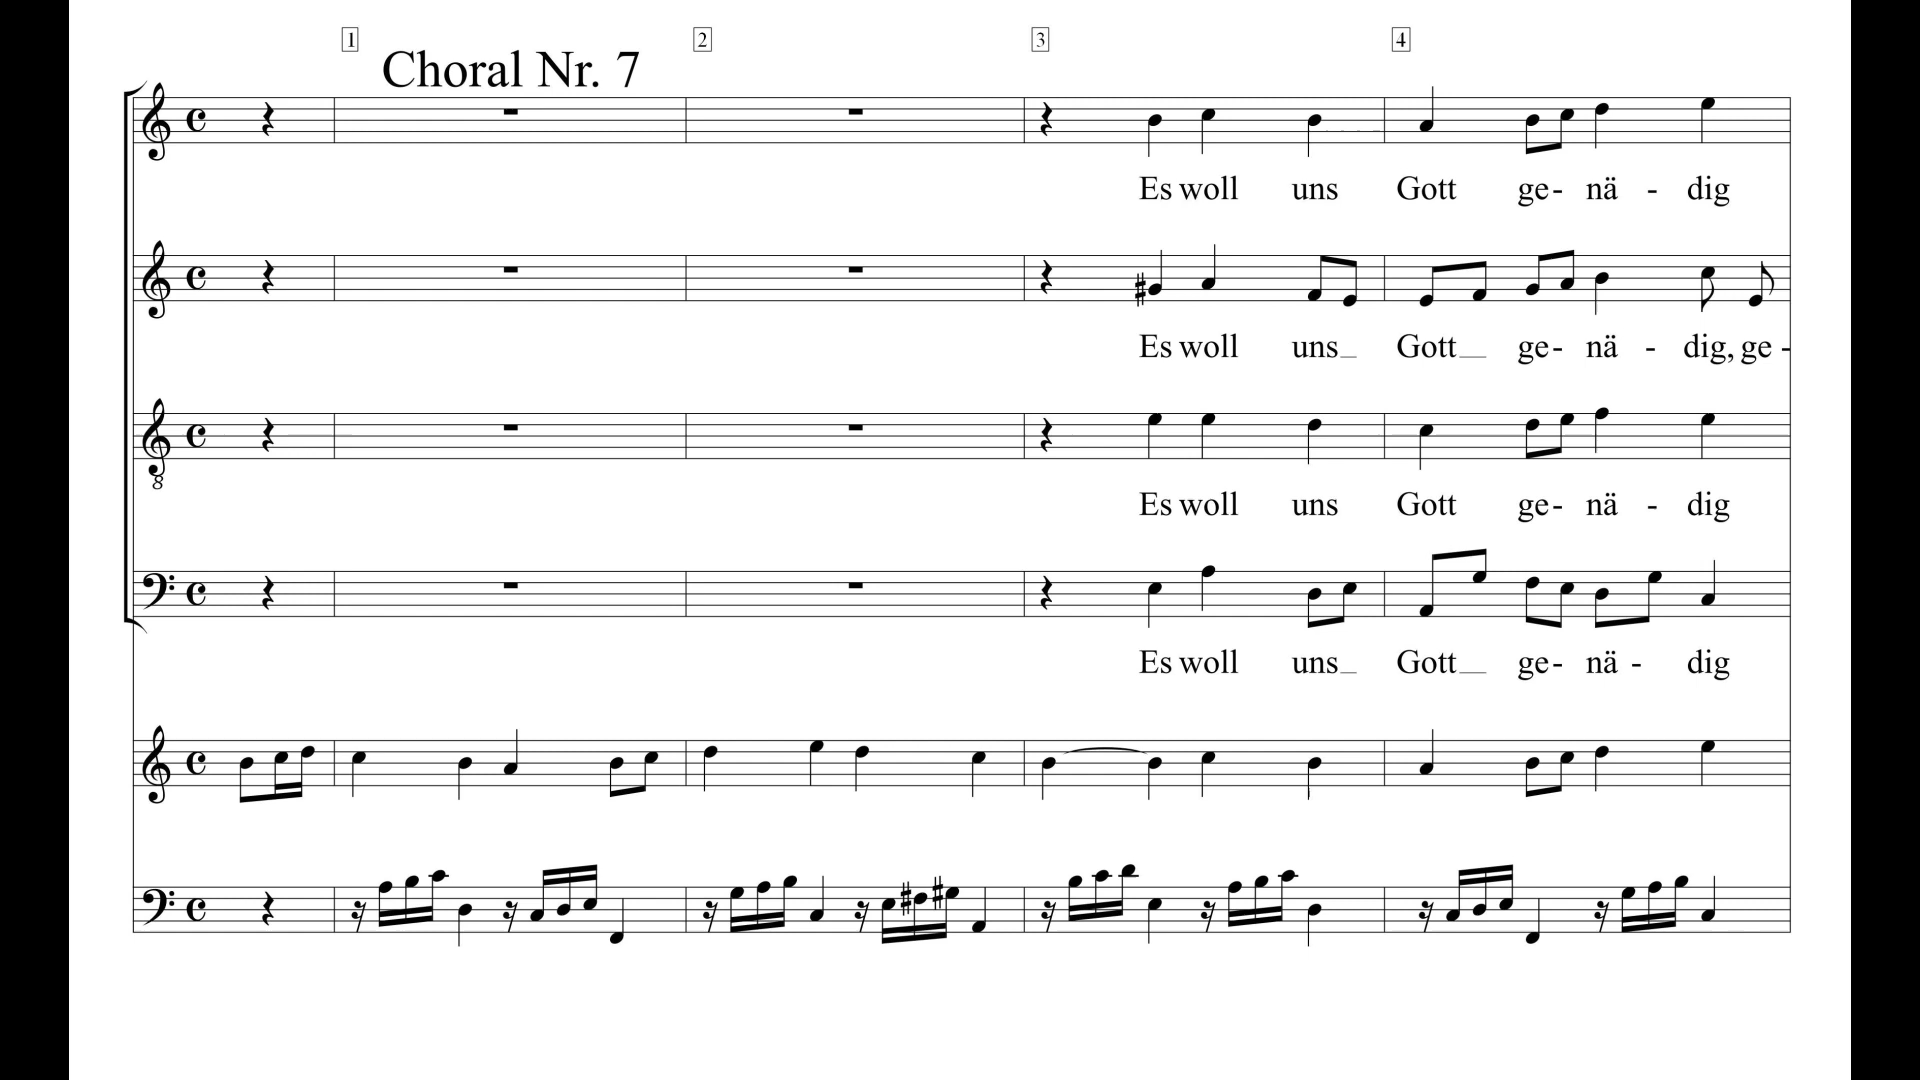 1 2 3 4
Choral Nr. 7
Es woll uns Gott ge- nä - dig
Es woll uns_ Gott_ ge- nä - dig, ge -
8
Es woll uns Gott ge- nä - dig
Es woll uns_ Gott_ ge- nä - dig